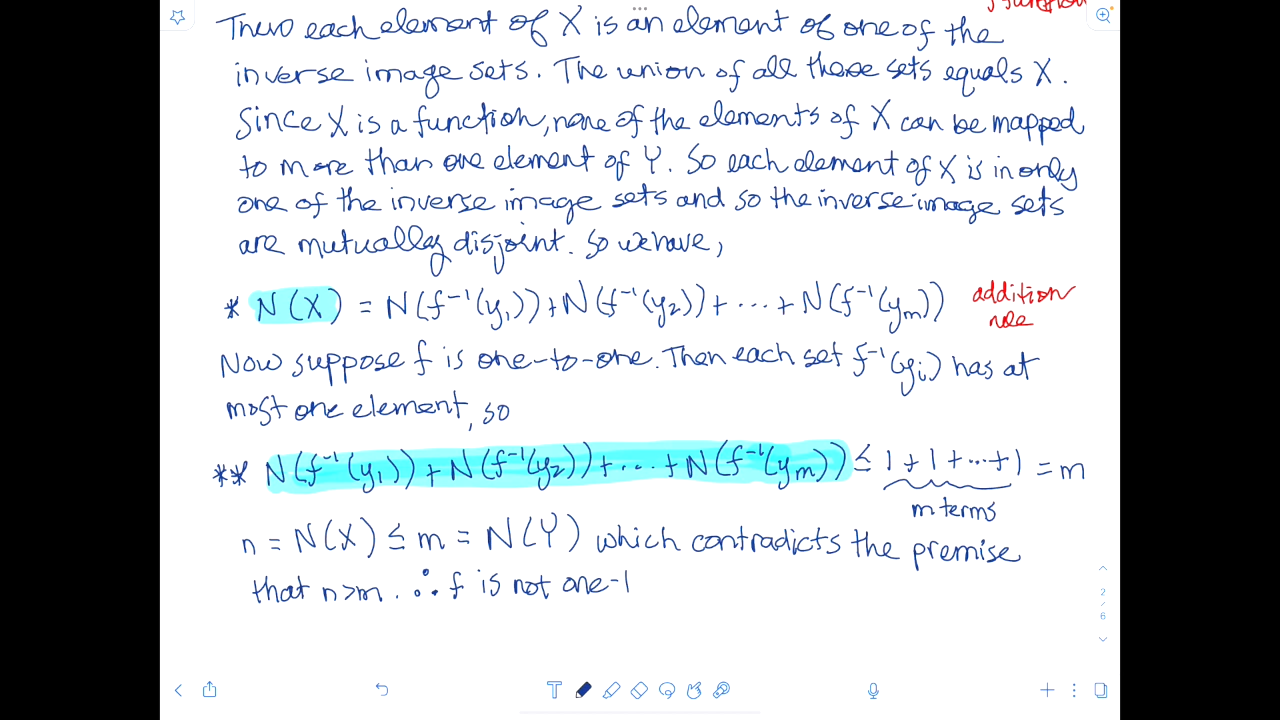 Thus each element of X is an element of one of the
inverse image sets. The union of all these sets equals X.
Since X is a function, none of the elements of X can be mapped
to more than one element of Y. So each element of X is in only
one of the inverse image sets and so the inverse image sets
are mutually disjoint. So we have,
* N(X) = N(f⁻¹(y₁)) + N(f⁻¹(y₂)) + ... + N(f⁻¹(yₘ)) addition
rule
Now suppose f is one-to-one. Then each set f⁻¹(yᵢ) has at
most one element, so
** N(f⁻¹(y₁)) + N(f⁻¹(y₂)) + ... + N(f⁻¹(yₘ)) ≤ 1 + 1 + ... + 1 = m
m terms
n = N(X) ≤ m = N(Y) which contradicts the premise
that n>m. ∴ f is not one-1
2
/
6
T